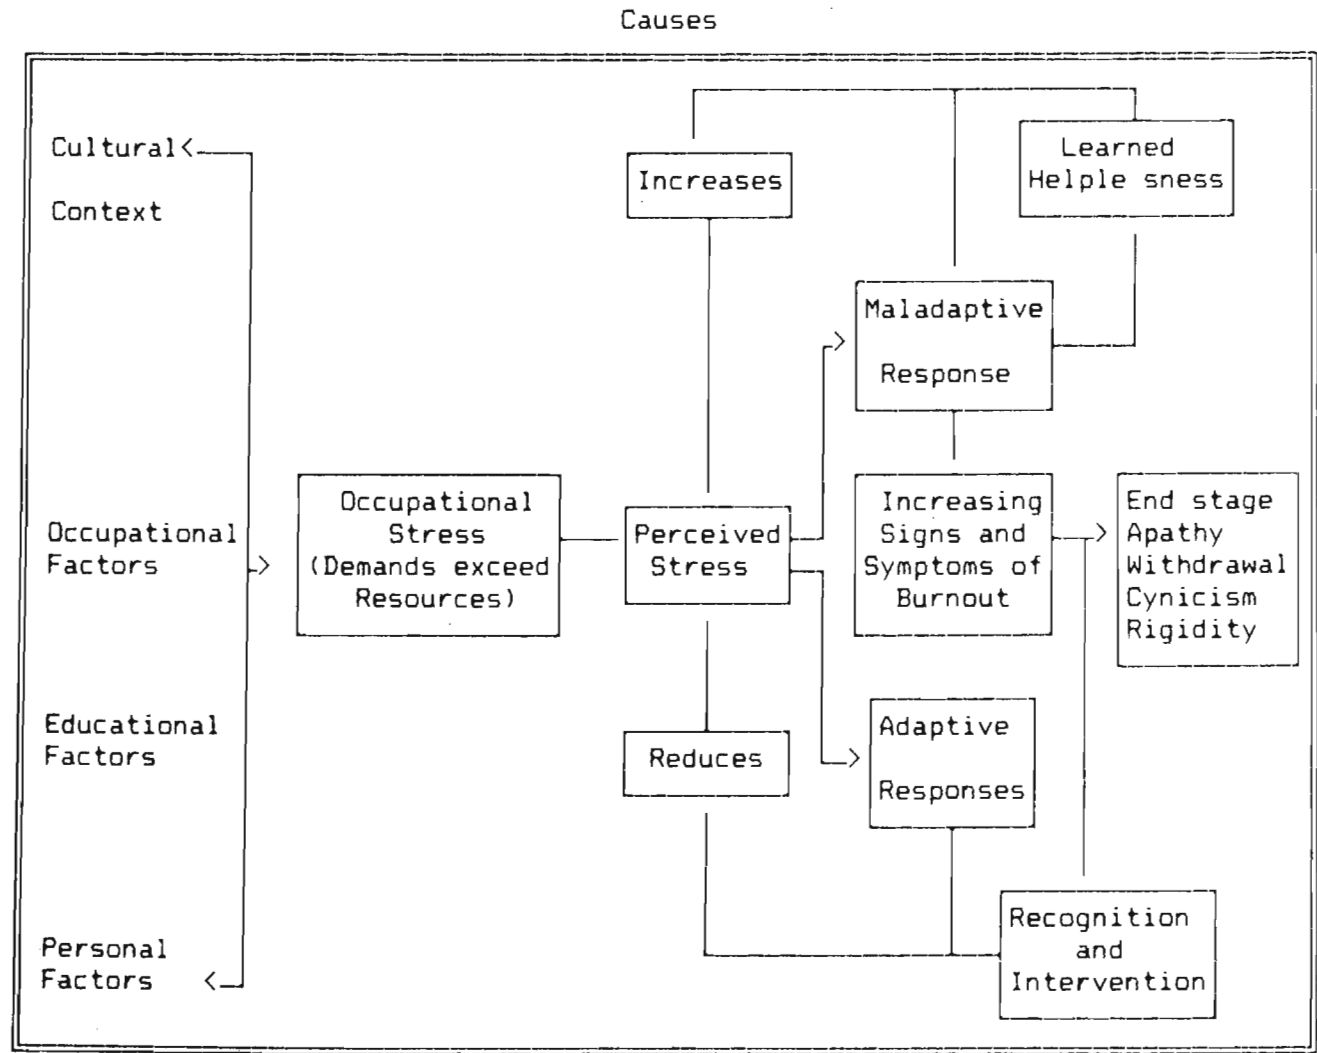 Causes
Cultural
Context
Occupational
Factors
Educational
Factors
Personal
Factors
Occupational
Stress
(Demands exceed
Resources)
Increases
Perceived
Stress
Reduces
Learned
Helple sness
Maladaptive
Response
Increasing
Signs and
Symptoms of
Burnout
End stage
Apathy
Withdrawal
Cynicism
Rigidity
Adaptive
Responses
Recognition
and
Intervention